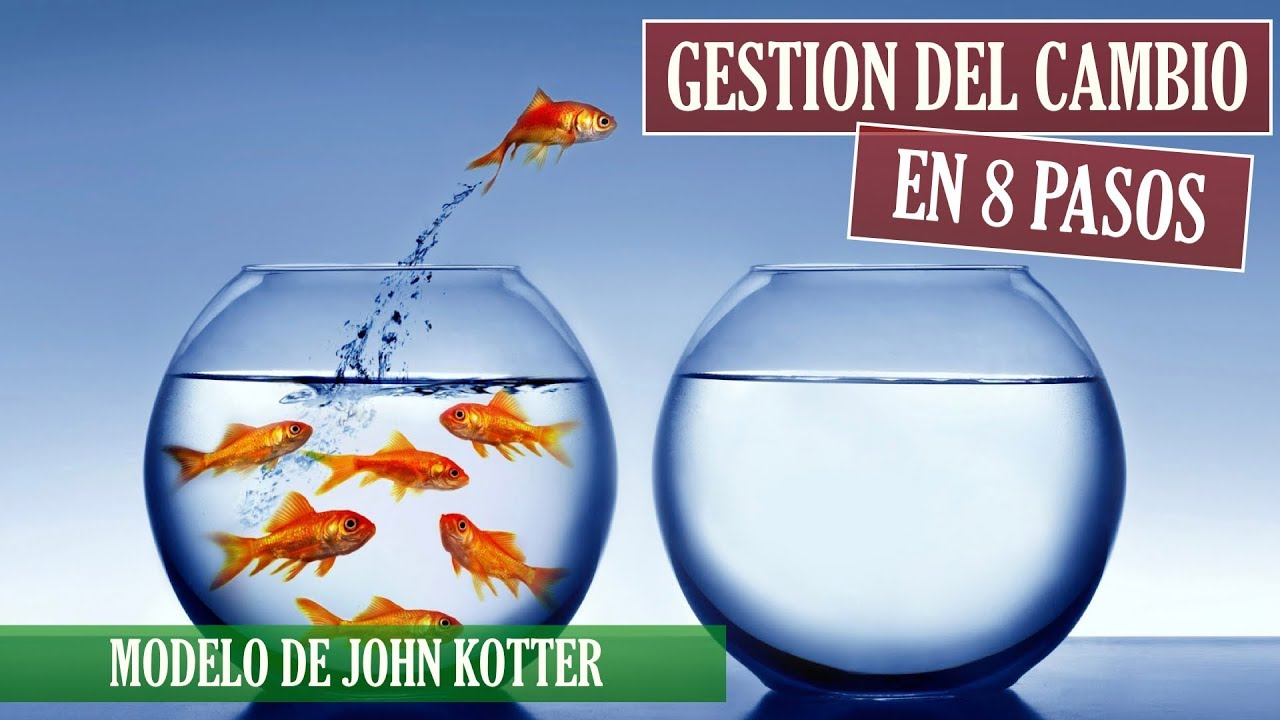 GESTION DEL CAMBIO
EN 8 PASOS
MODELO DE JOHN KOTTER